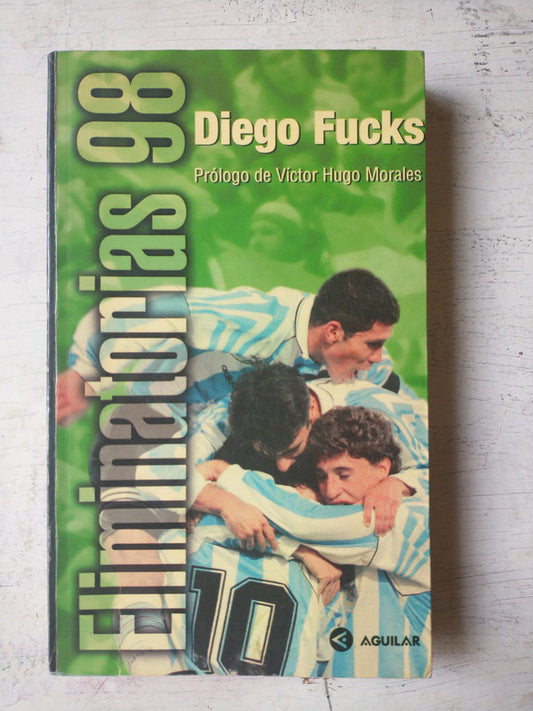 Eliminatorias 98
Diego Fucks
Prólogo de Víctor Hugo Morales
10
AGUILAR